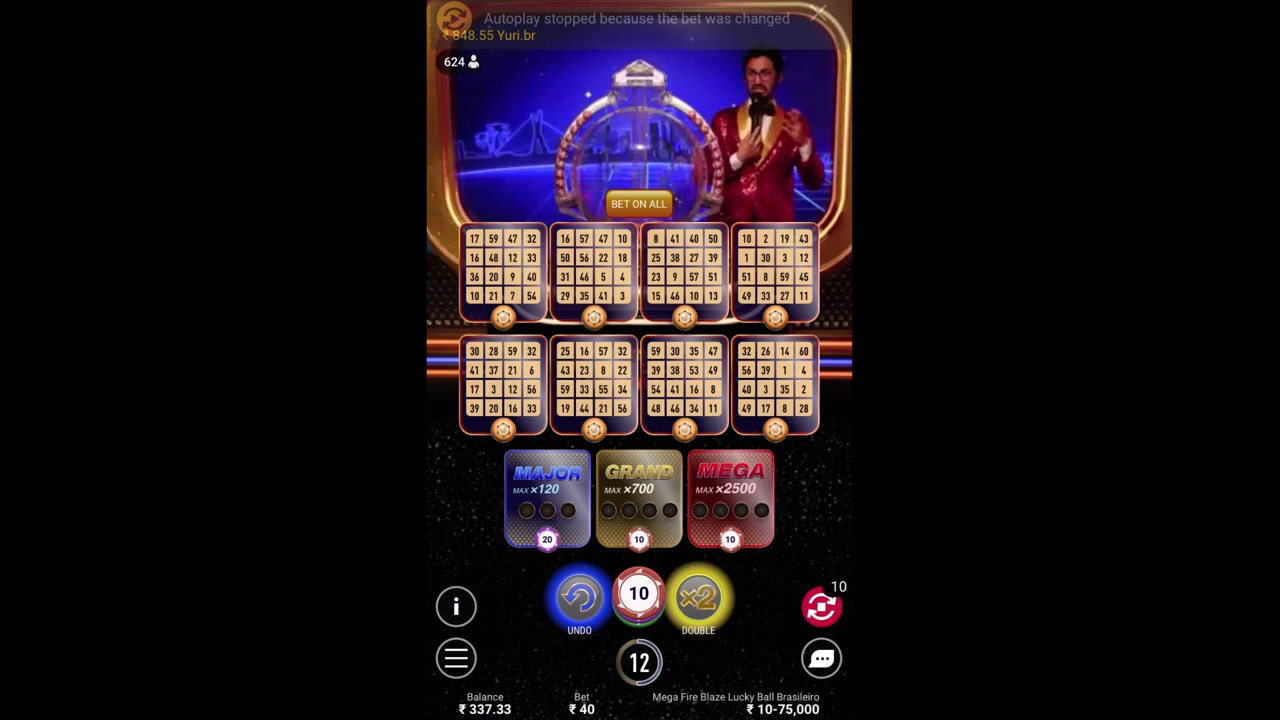 Autoplay stopped because the bet was changed
₹ 848.55 Yuri.br
624
BET ON ALL
17 59 47 32
16 48 12 33
36 20 9 40
10 21 7 54
16 57 47 10
50 56 22 18
31 46 5 4
29 35 41 3
8 41 40 50
25 38 27 39
23 9 57 51
15 46 10 13
10 2 19 43
1 30 3 12
51 8 59 45
49 33 27 11
30 28 59 32
41 37 21 6
17 3 12 56
39 20 16 33
25 16 57 32
43 23 8 22
59 33 55 34
19 44 21 56
59 30 35 47
39 38 53 49
54 41 16 8
48 46 34 11
32 26 14 60
56 39 1 4
40 3 35 2
49 17 8 28
MAJOR
MAX ×120
20
GRAND
MAX ×700
10
MEGA
MAX ×2500
10
10
×2
10
UNDO
DOUBLE
12
Balance
₹ 337.33
Bet
₹ 40
Mega Fire Blaze Lucky Ball Brasileiro
₹ 10-75,000